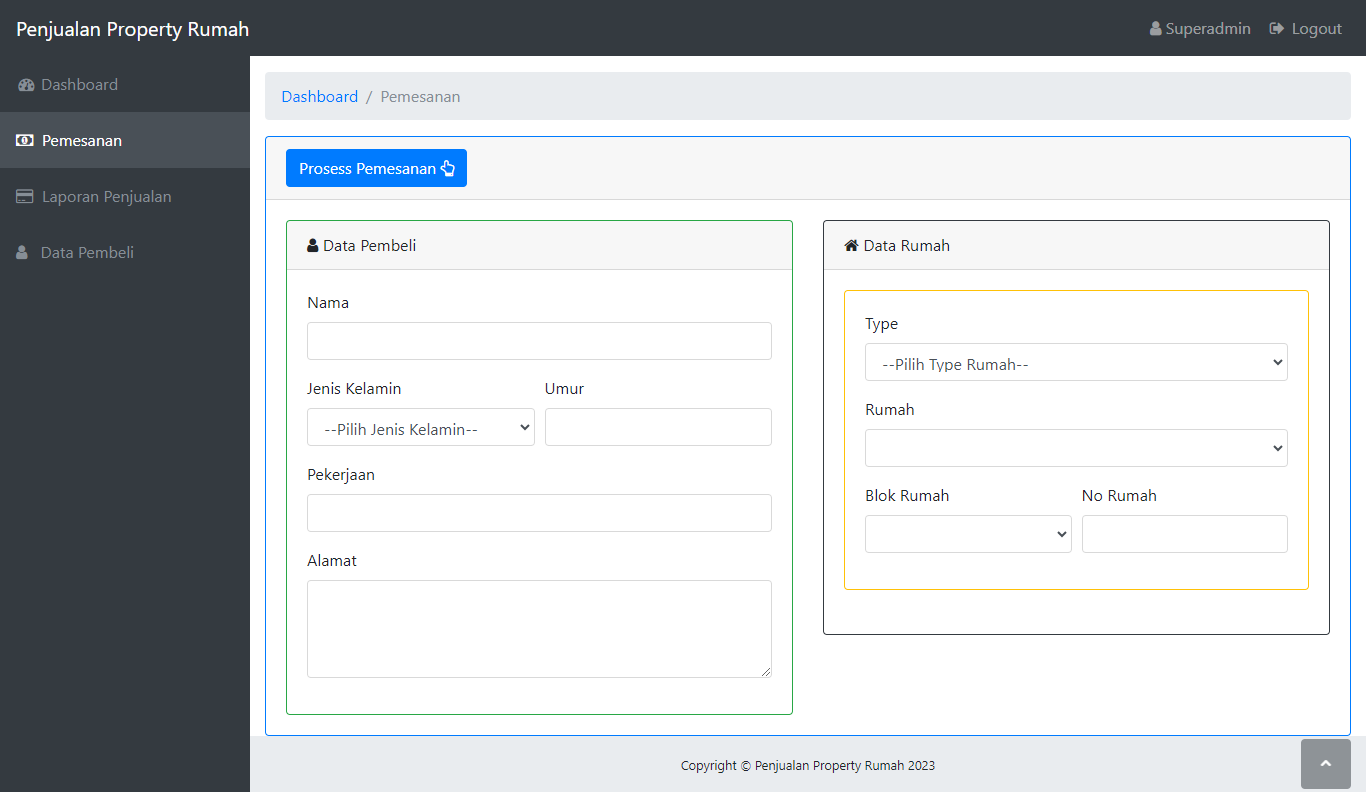 Penjualan Property Rumah
Superadmin Logout
Dashboard
Pemesanan
Laporan Penjualan
Data Pembeli
Dashboard / Pemesanan
Prosess Pemesanan
Data Pembeli
Nama
Jenis Kelamin Umur
--Pilih Jenis Kelamin--
Pekerjaan
Alamat
Data Rumah
Type
--Pilih Type Rumah--
Rumah
Blok Rumah No Rumah
Copyright © Penjualan Property Rumah 2023